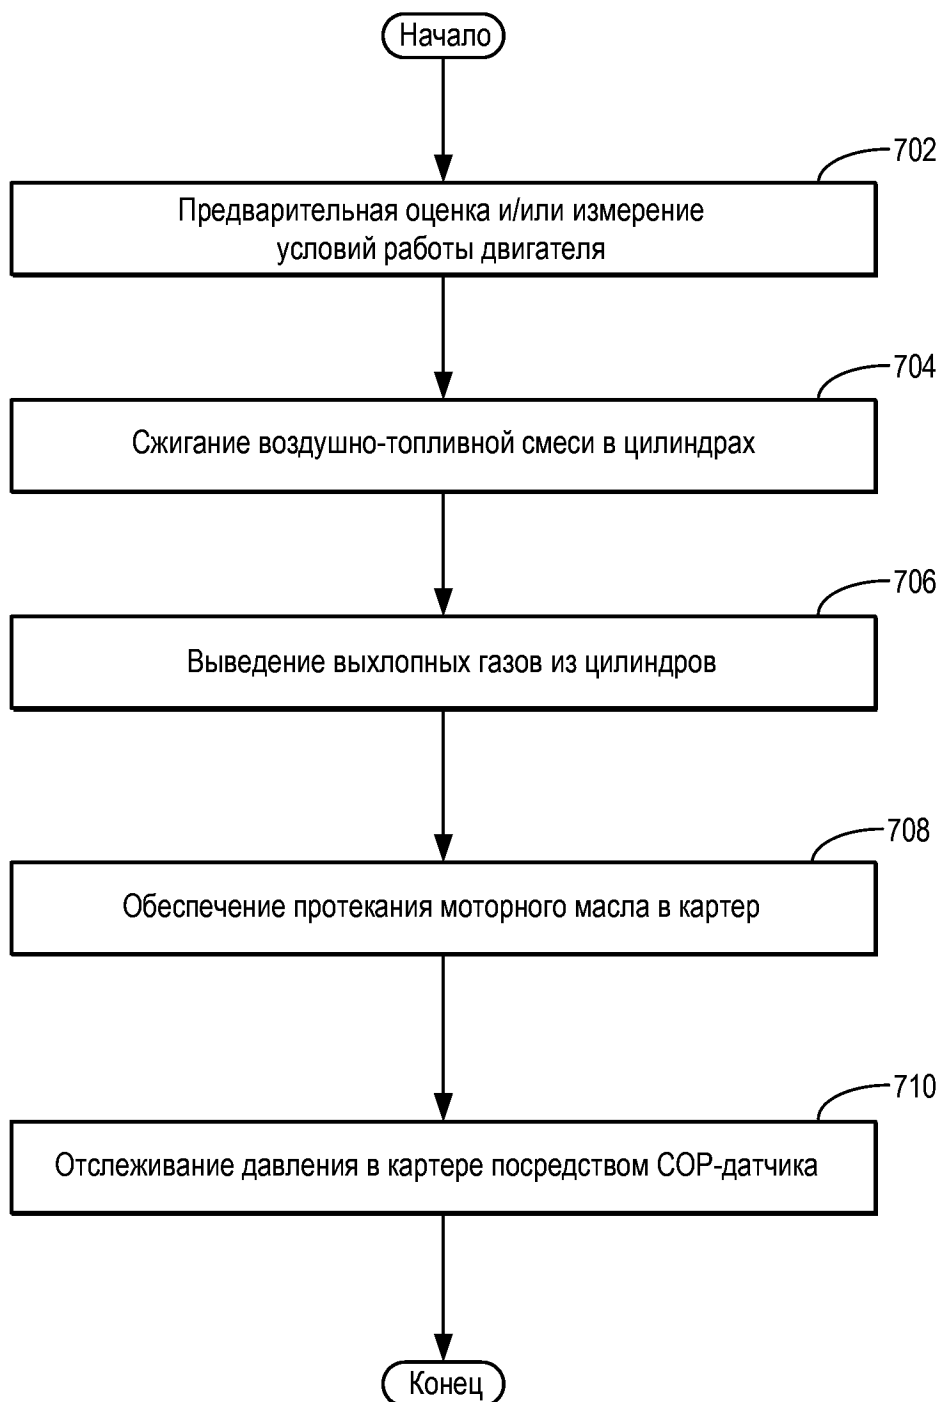 Начало
702
Предварительная оценка и/или измерение
условий работы двигателя
704
Сжигание воздушно-топливной смеси в цилиндрах
706
Выведение выхлопных газов из цилиндров
708
Обеспечение протекания моторного масла в картер
710
Отслеживание давления в картере посредством COP-датчика
Конец